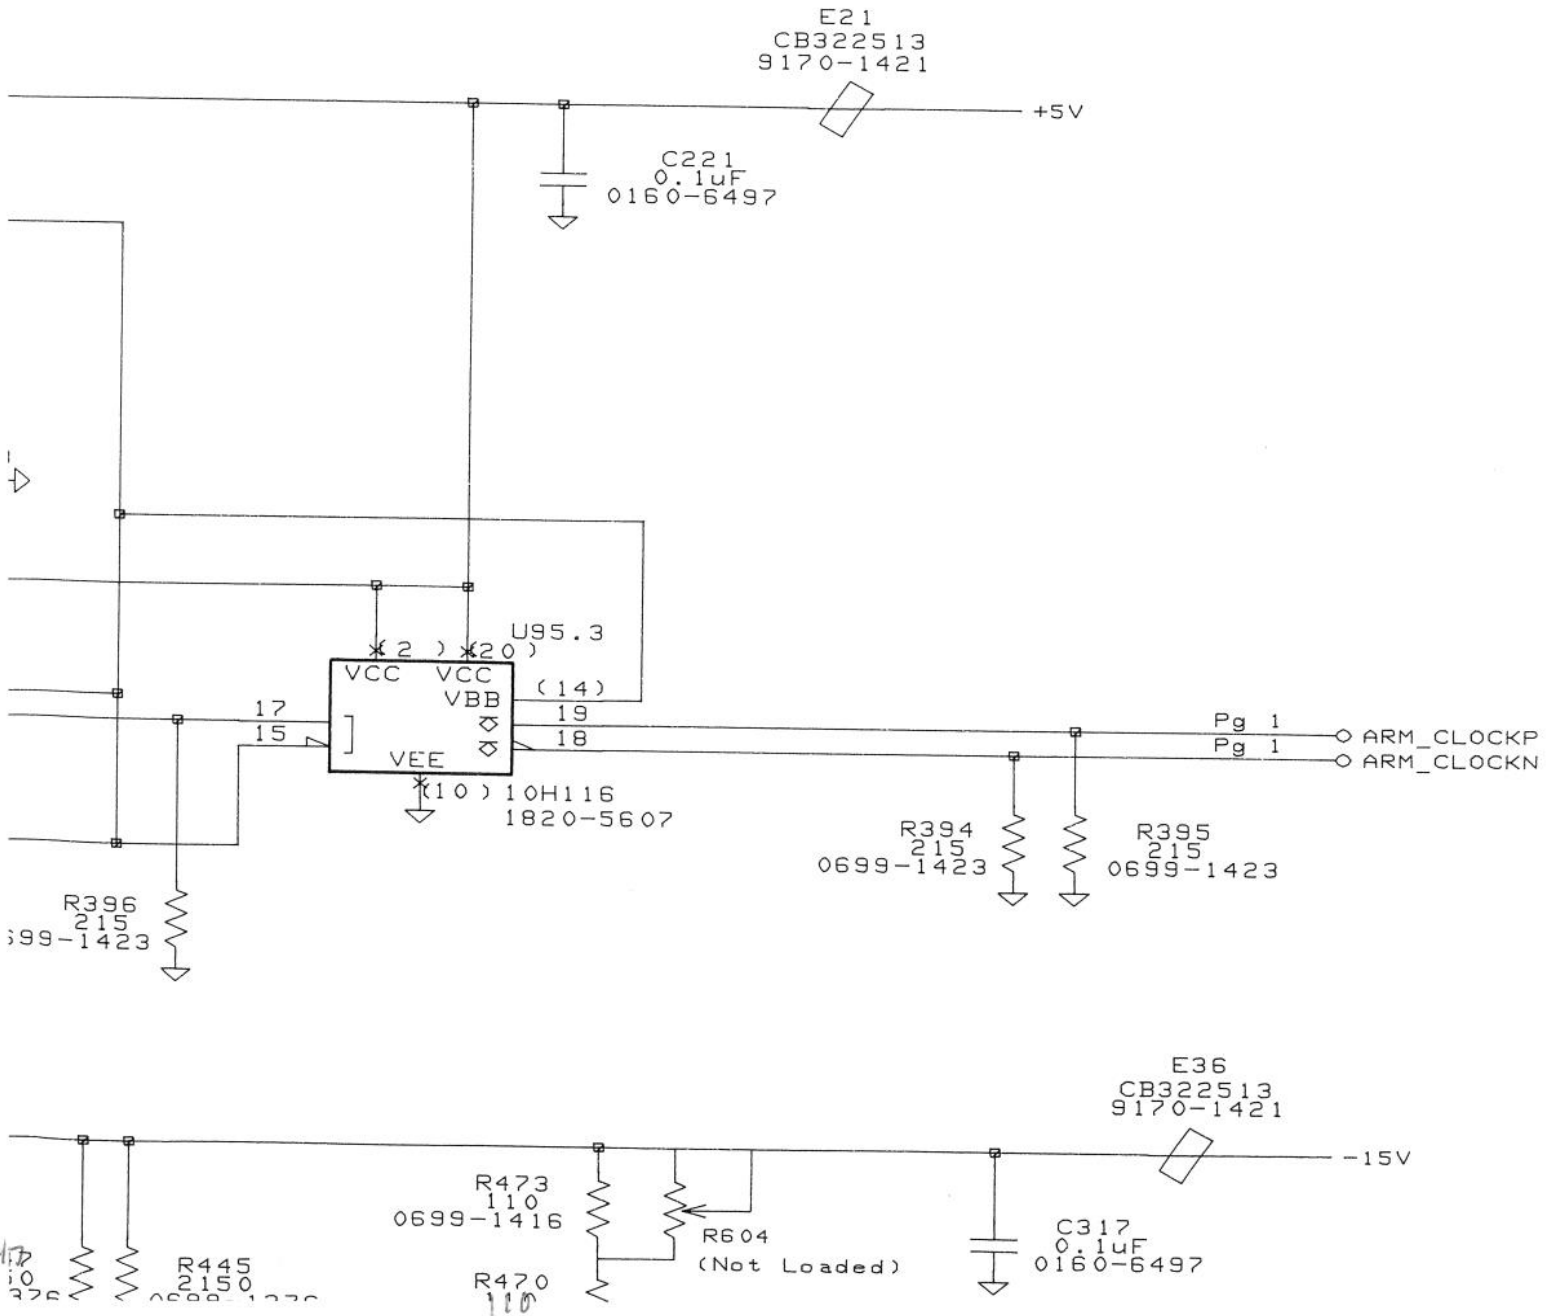 E21
CB322513
9170-1421
+5V
C221
0.1uF
0160-6497
U95.3
(2 ) (20)
VCC VCC
VBB
(14)
17
19
15
18
VEE
(10) 10H116
1820-5607
Pg 1
ARM_CLOCKP
Pg 1
ARM_CLOCKN
R394
215
0699-1423
R395
215
0699-1423
R396
215
699-1423
E36
CB322513
9170-1421
-15V
R473
110
0699-1416
R604
(Not Loaded)
C317
0.1uF
0160-6497
R445
2150
R470
110